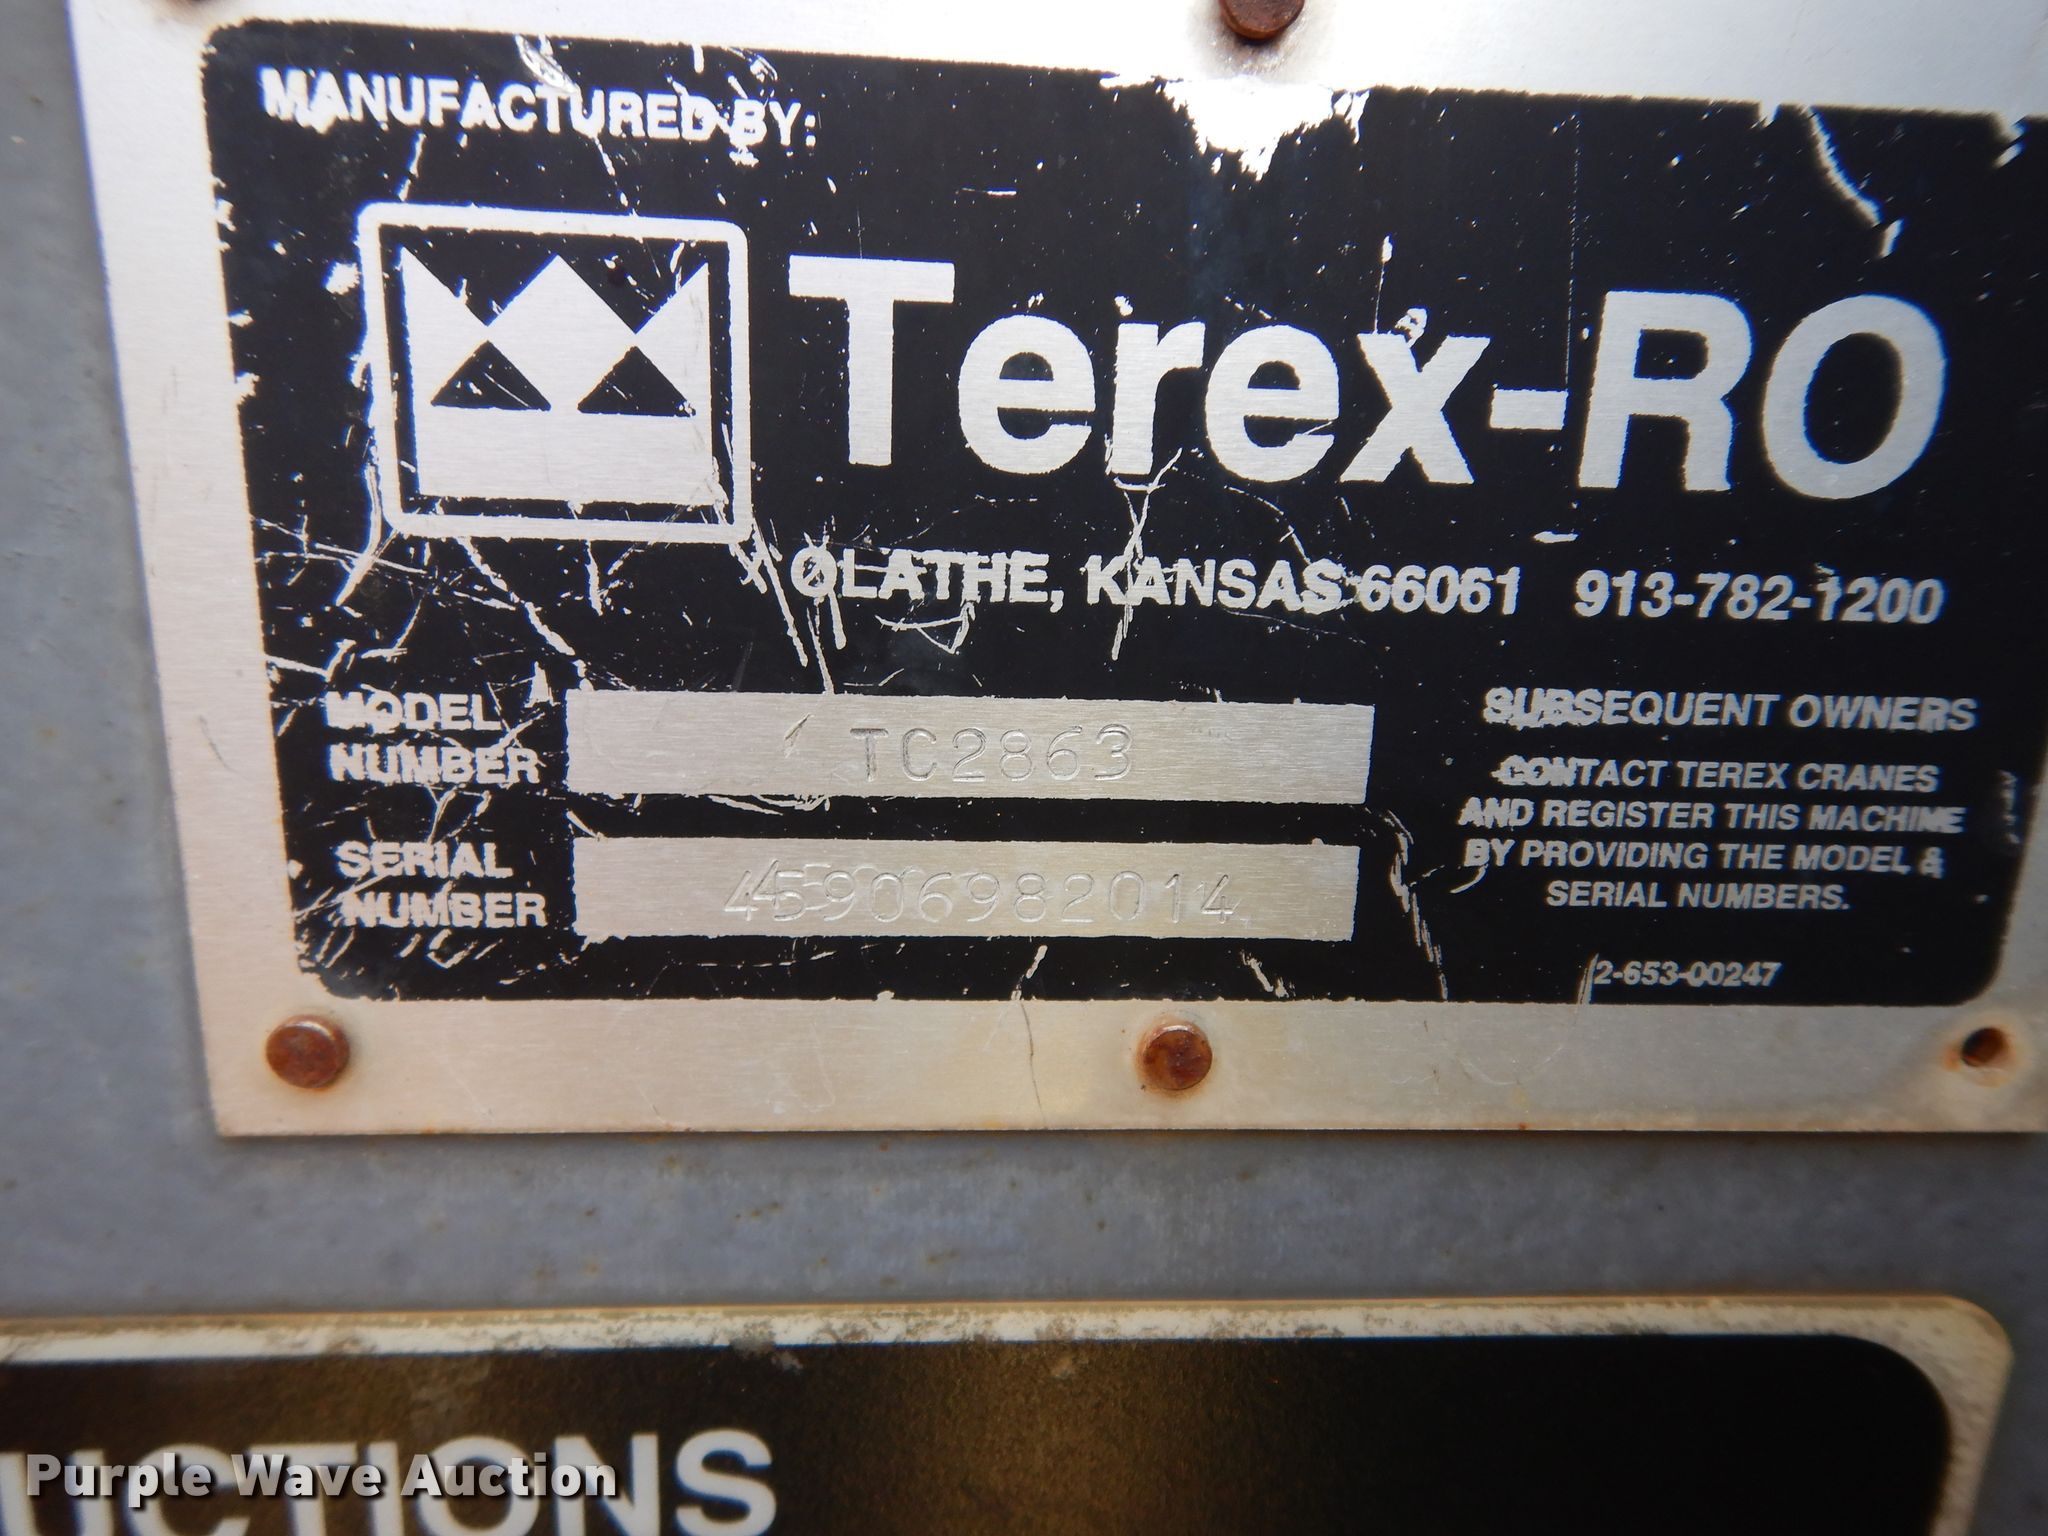 MANUFACTURED BY:
Terex-RO
OLATHE, KANSAS 66061 913-782-1200
MODEL NUMBER
TC2863
SERIAL NUMBER
45906982014
SUBSEQUENT OWNERS
CONTACT TEREX CRANES
AND REGISTER THIS MACHINE
BY PROVIDING THE MODEL &
SERIAL NUMBERS.
2-653-00247
UCTIONS
Purple Wave Auction